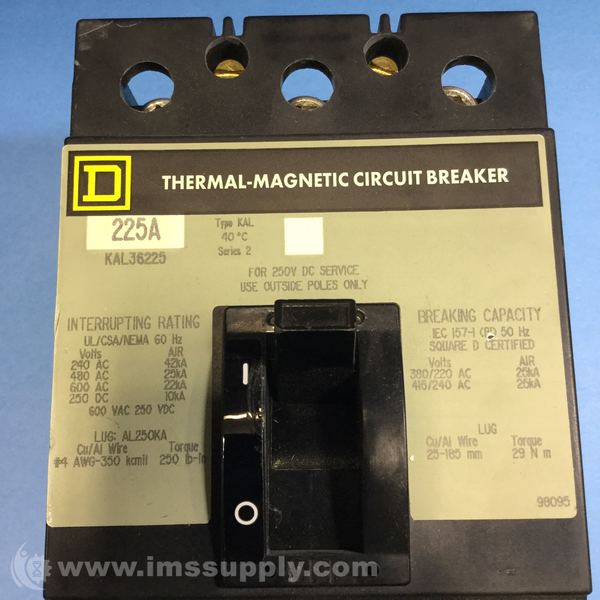 D
THERMAL-MAGNETIC CIRCUIT BREAKER
225A
KAL36225
Type KAL
40°C
Series 2
FOR 250V DC SERVICE
USE OUTSIDE POLES ONLY
INTERRUPTING RATING
UL/CSA/NEMA 60 Hz
Volts AIR
240 AC 42kA
480 AC 25kA
600 AC 22kA
250 DC 10kA
600 VAC 250 VDC
LUG: AL250KA
Cu/Al Wire Torque
#4 AWG-350 kcmil 250 lb-in
BREAKING CAPACITY
IEC 157-1 (P1) 50 Hz
SQUARE D CERTIFIED
Volts AIR
380/220 AC 25kA
415/240 AC 25kA
LUG
Cu/Al Wire Torque
25-185 mm 29 N m
98095
I
O
www.imssupply.com